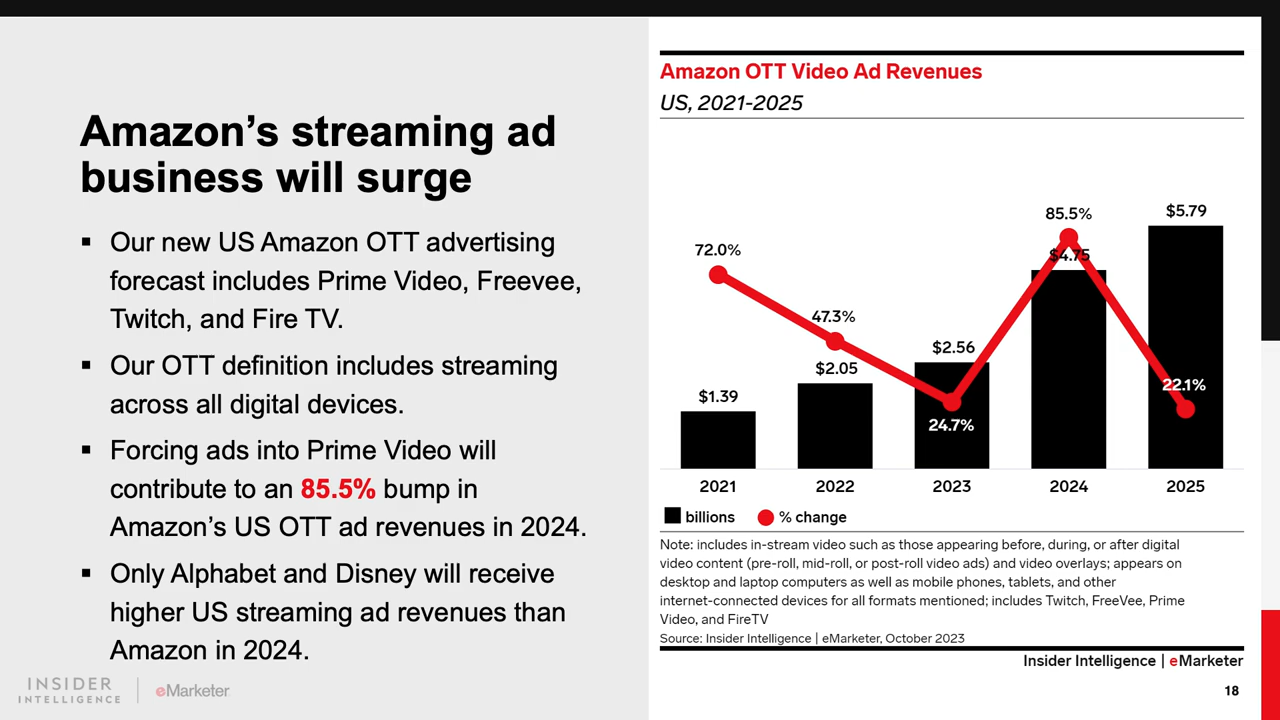 Amazon's streaming ad
business will surge
▪ Our new US Amazon OTT advertising
forecast includes Prime Video, Freevee,
Twitch, and Fire TV.
▪ Our OTT definition includes streaming
across all digital devices.
▪ Forcing ads into Prime Video will
contribute to an 85.5% bump in
Amazon's US OTT ad revenues in 2024.
▪ Only Alphabet and Disney will receive
higher US streaming ad revenues than
Amazon in 2024.
INSIDER
INTELLIGENCE
eMarketer
Amazon OTT Video Ad Revenues
US, 2021-2025
85.5%
$5.79
72.0%
$4.75
47.3%
$2.56
$2.05
22.1%
$1.39
24.7%
2021 2022 2023 2024 2025
billions % change
Note: includes in-stream video such as those appearing before, during, or after digital
video content (pre-roll, mid-roll, or post-roll video ads) and video overlays; appears on
desktop and laptop computers as well as mobile phones, tablets, and other
internet-connected devices for all formats mentioned; includes Twitch, FreeVee, Prime
Video, and FireTV
Source: Insider Intelligence | eMarketer, October 2023
Insider Intelligence | eMarketer
18